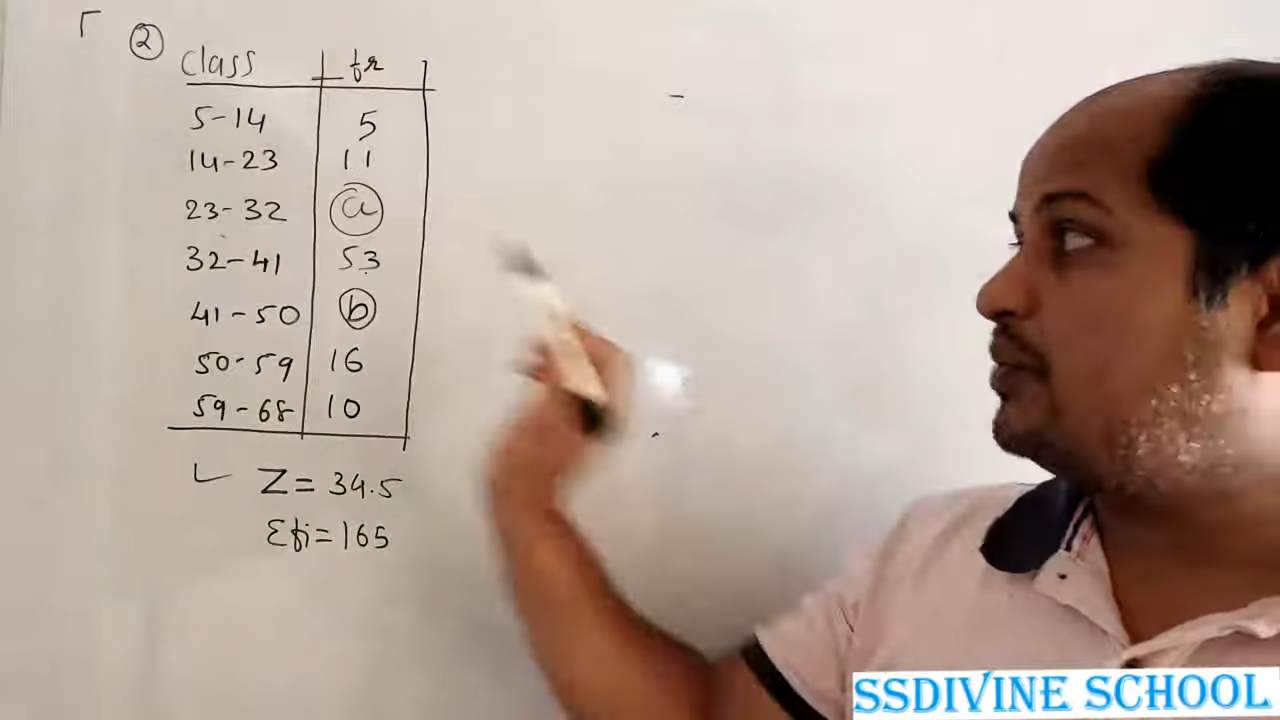 ②
Class fr
5-14 5
14-23 11
23-32 a
32-41 53
41-50 b
50-59 16
59-68 10
Z= 34.5
Σfi=165
SSDIVINE SCHOOL